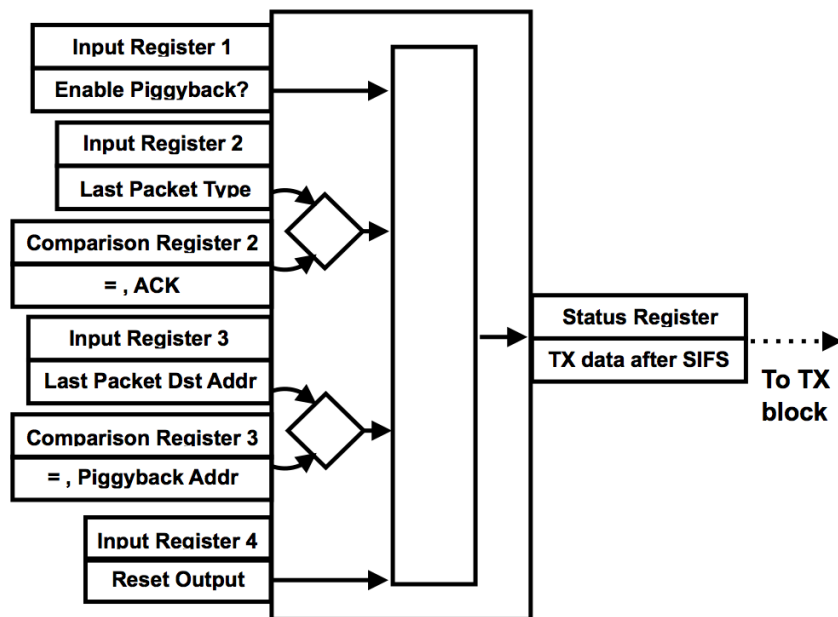 Input Register 1
Enable Piggyback?
Input Register 2
Last Packet Type
Comparison Register 2
= , ACK
Input Register 3
Last Packet Dst Addr
Comparison Register 3
= , Piggyback Addr
Input Register 4
Reset Output
Status Register
TX data after SIFS
To TX
block